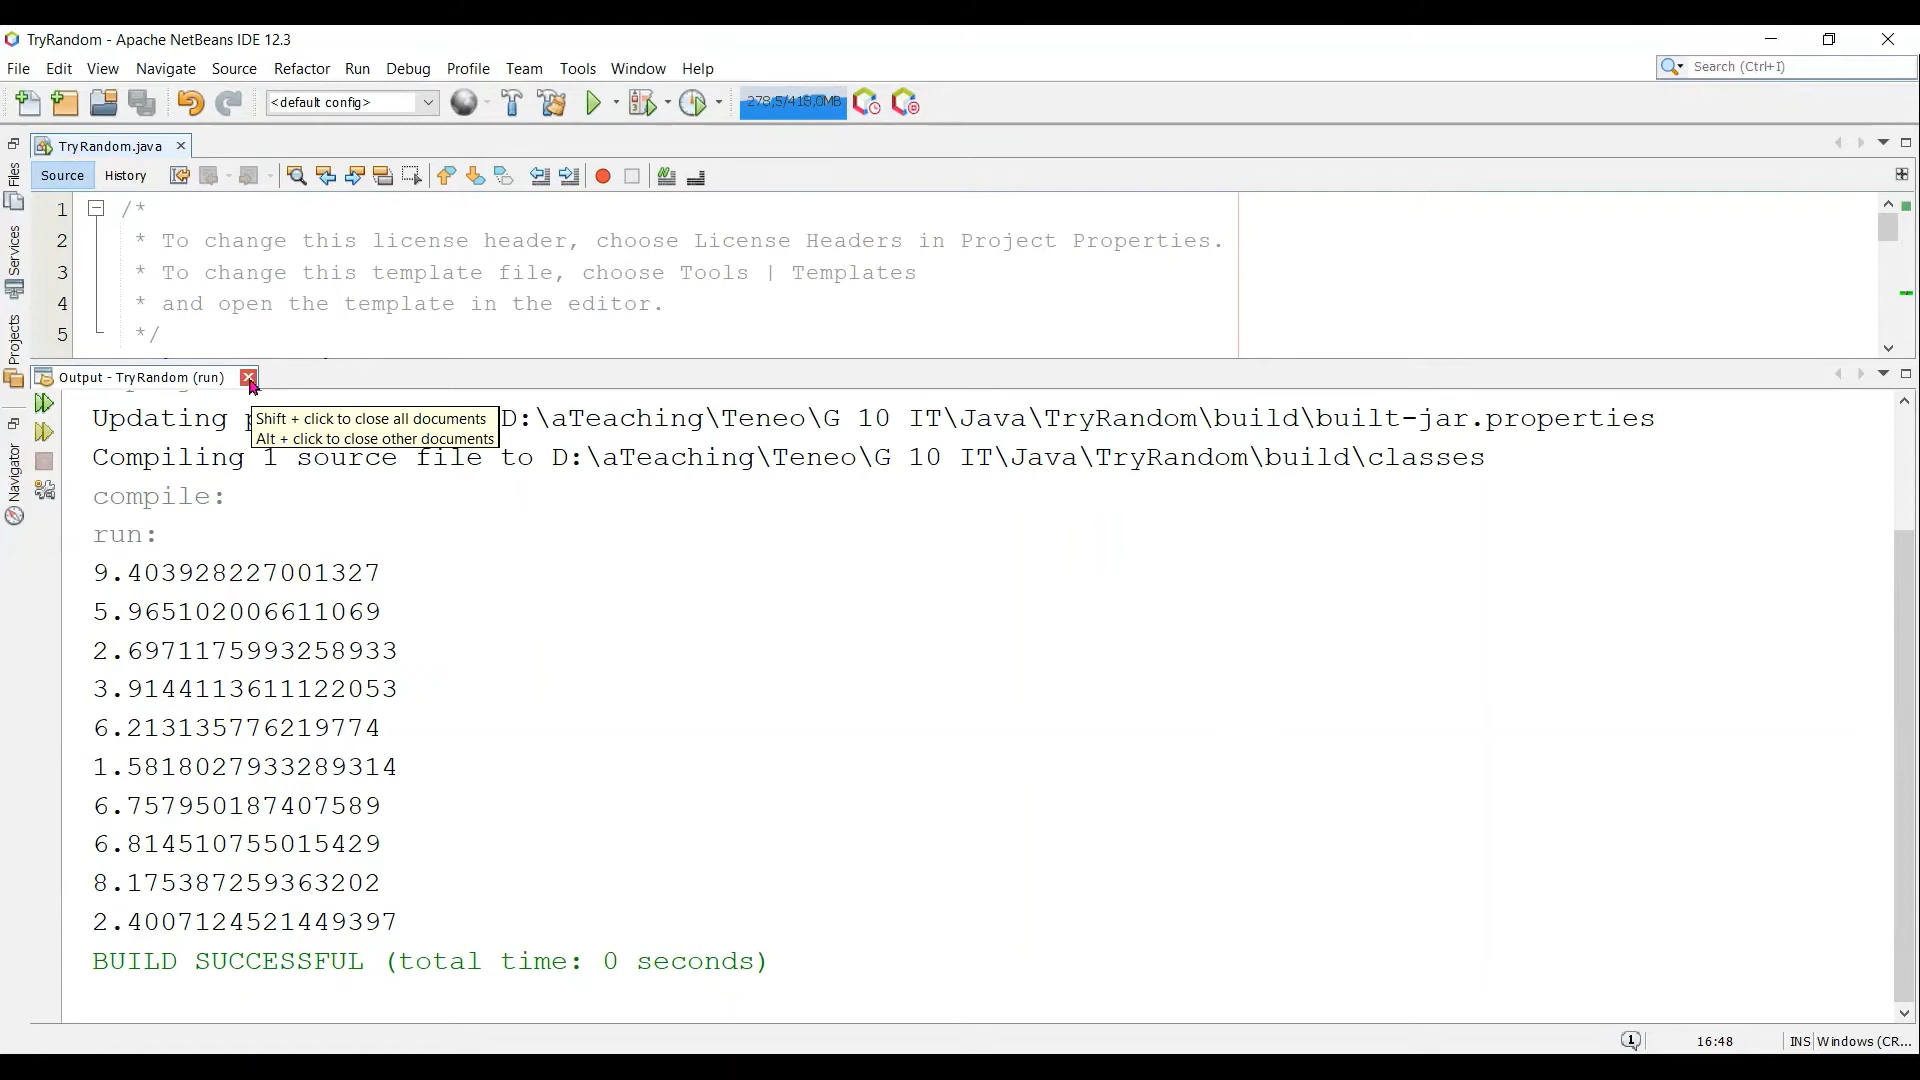 TryRandom - Apache NetBeans IDE 12.3
File Edit View Navigate Source Refactor Run Debug Profile Team Tools Window Help
Search (Ctrl+I)
<default config>
278,5/418,0MB
TryRandom.java
Source History
Files
Services
Projects
Navigator
1 /*
2 * To change this license header, choose License Headers in Project Properties.
3 * To change this template file, choose Tools | Templates
4 * and open the template in the editor.
5 */
Output - TryRandom (run)
Shift + click to close all documents
Alt + click to close other documents
Updating D:\aTeaching\Teneo\G 10 IT\Java\TryRandom\build\built-jar.properties
Compiling 1 source file to D:\aTeaching\Teneo\G 10 IT\Java\TryRandom\build\classes
compile:
run:
9.403928227001327
5.965102006611069
2.6971175993258933
3.9144113611122053
6.213135776219774
1.5818027933289314
6.757950187407589
6.814510755015429
8.175387259363202
2.4007124521449397
BUILD SUCCESSFUL (total time: 0 seconds)
1
16:48
INS
Windows (CR...